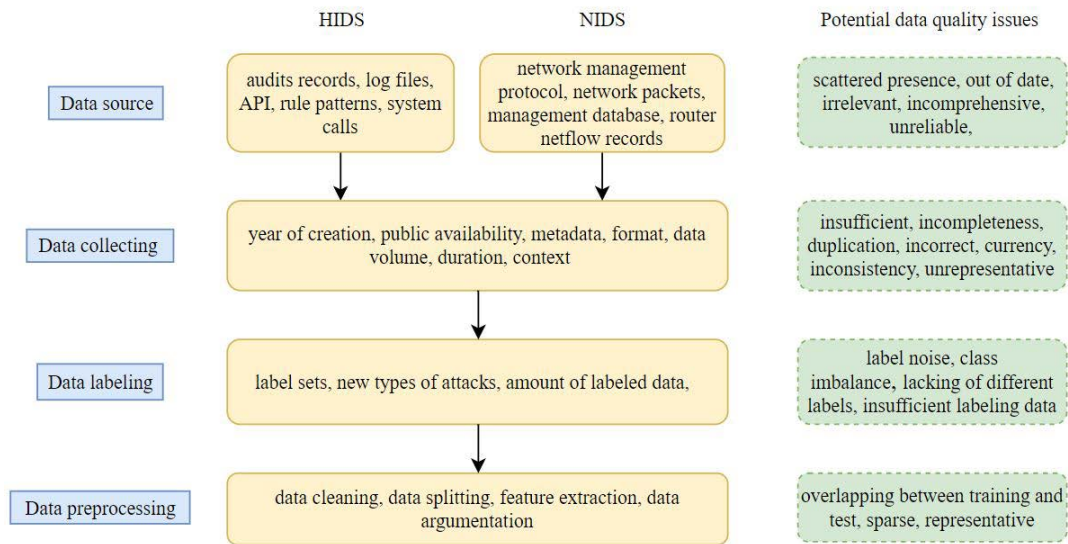 HIDS
NIDS
Potential data quality issues
Data source
audits records, log files,
API, rule patterns, system
calls
network management
protocol, network packets,
management database, router
netflow records
scattered presence, out of date,
irrelevant, incomprehensive,
unreliable,
Data collecting
year of creation, public availability, metadata, format, data
volume, duration, context
insufficient, incompleteness,
duplication, incorrect, currency,
inconsistency, unrepresentative
Data labeling
label sets, new types of attacks, amount of labeled data,
label noise, class
imbalance, lacking of different
labels, insufficient labeling data
Data preprocessing
data cleaning, data splitting, feature extraction, data
argumentation
overlapping between training and
test, sparse, representative